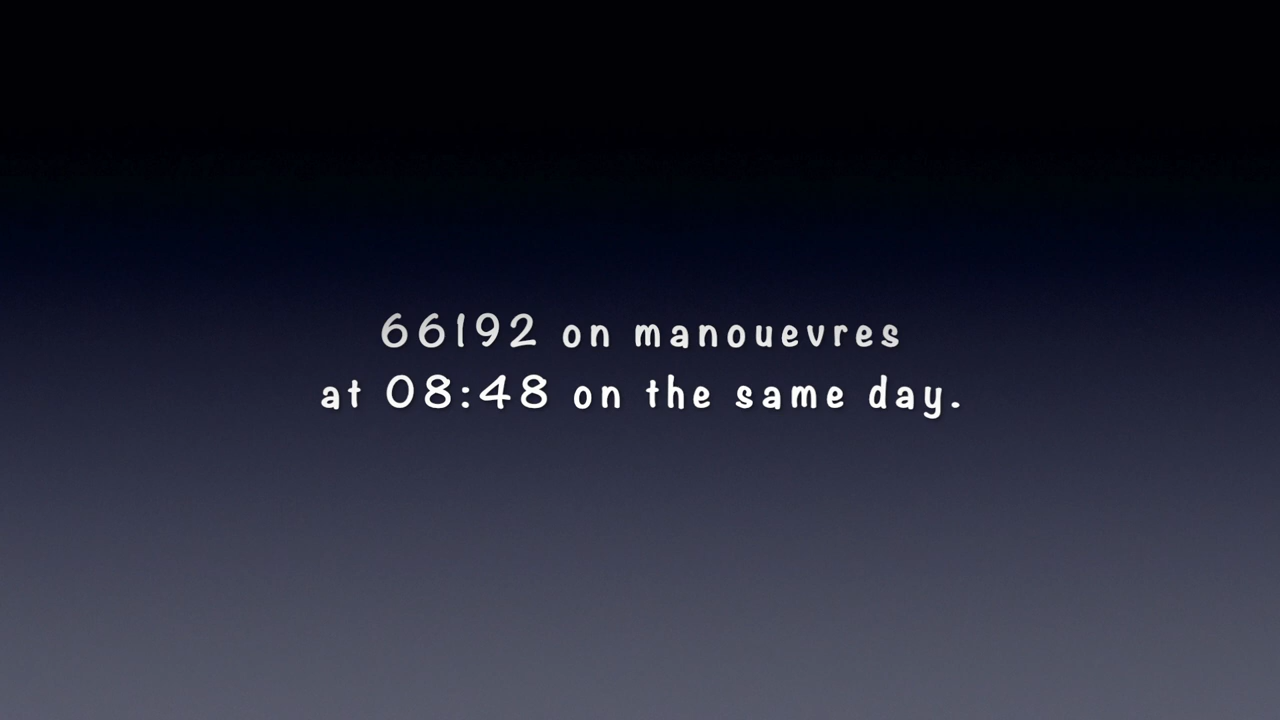 66192 on manouevres
at 08:48 on the same day.